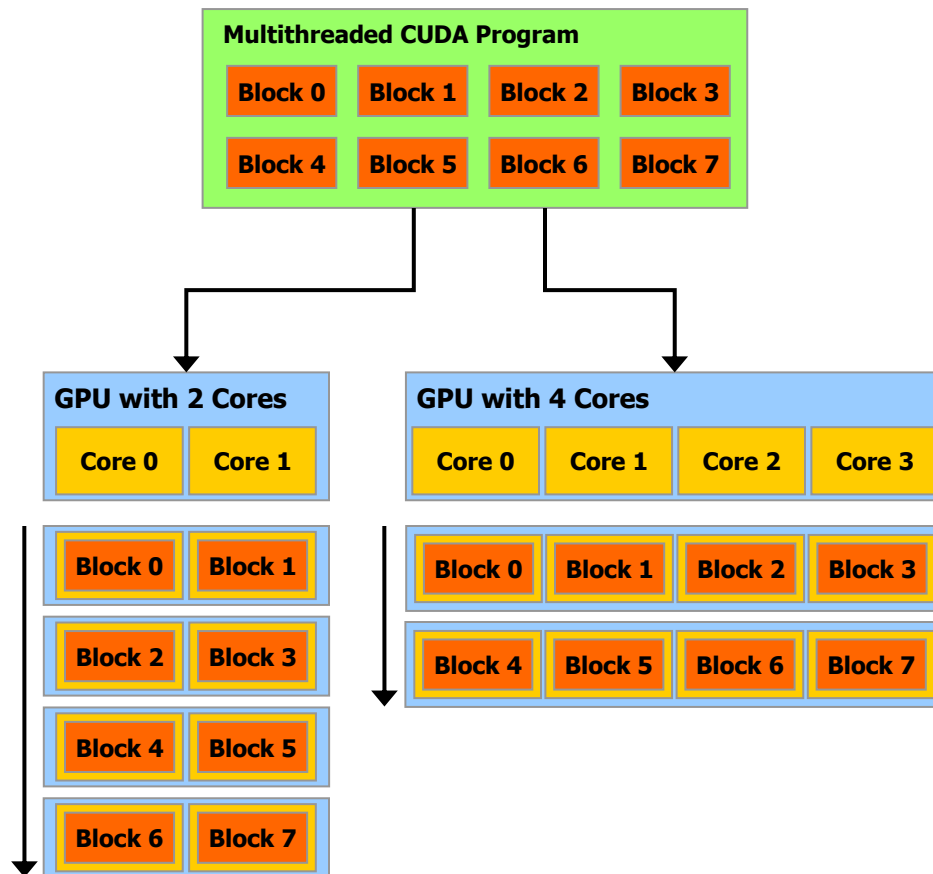 Multithreaded CUDA Program
Block 0 Block 1 Block 2 Block 3
Block 4 Block 5 Block 6 Block 7
GPU with 2 Cores
Core 0 Core 1
Block 0 Block 1
Block 2 Block 3
Block 4 Block 5
Block 6 Block 7
GPU with 4 Cores
Core 0 Core 1 Core 2 Core 3
Block 0 Block 1 Block 2 Block 3
Block 4 Block 5 Block 6 Block 7